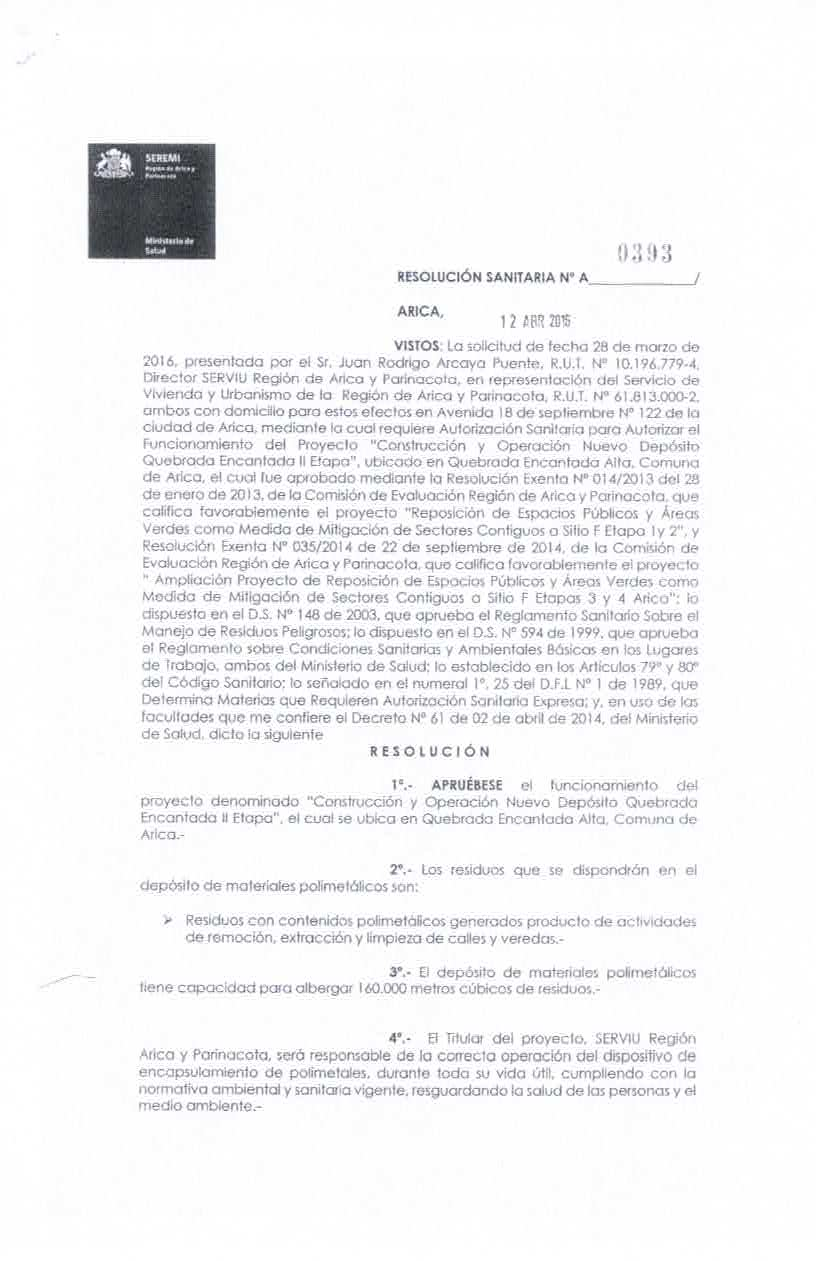 SEREMI
Región de Arica y
Parinacota
Ministerio de
Salud
0393
RESOLUCIÓN SANITARIA Nº A____________/
ARICA,
12 ABR 2016
VISTOS: La solicitud de fecha 28 de marzo de
2016, presentada por el Sr. Juan Rodrigo Arcaya Puente, R.U.T. Nº 10.196.779-4,
Director SERVIU Región de Arica y Parinacota, en representación del Servicio de
Vivienda y Urbanismo de la Región de Arica y Parinacota, R.U.T. Nº 61.813.000-2,
ambos con domicilio para estos efectos en Avenida 18 de septiembre Nº 122 de la
ciudad de Arica, mediante la cual requiere Autorización Sanitaria para Autorizar el
Funcionamiento del Proyecto "Construcción y Operación Nuevo Depósito
Quebrada Encantada II Etapa", ubicado en Quebrada Encantada Alta, Comuna
de Arica, el cual fue aprobado mediante la Resolución Exenta Nº 014/2013 del 28
de enero de 2013, de la Comisión de Evaluación Región de Arica y Parinacota, que
califica favorablemente el proyecto "Reposición de Espacios Públicos y Áreas
Verdes como Medida de Mitigación de Sectores Contiguos a Sitio F Etapa 1y 2", y
Resolución Exenta Nº 035/2014 de 22 de septiembre de 2014, de la Comisión de
Evaluación Región de Arica y Parinacota, que califica favorablemente el proyecto
" Ampliación Proyecto de Reposición de Espacios Públicos y Áreas Verdes como
Medida de Mitigación de Sectores Contiguos a Sitio F Etapas 3 y 4 Arica"; lo
dispuesto en el D.S. Nº 148 de 2003, que aprueba el Reglamento Sanitario Sobre el
Manejo de Residuos Peligrosos; lo dispuesto en el D.S. Nº 594 de 1999, que aprueba
el Reglamento sobre Condiciones Sanitarias y Ambientales Básicas en los Lugares
de Trabajo, ambos del Ministerio de Salud; lo establecido en los Artículos 79º y 80º
del Código Sanitario; lo señalado en el numeral 1º, 25 del D.F.L Nº 1 de 1989, que
Determina Materias que Requieren Autorización Sanitaria Expresa; y, en uso de las
facultades que me confiere el Decreto Nº 61 de 02 de abril de 2014, del Ministerio
de Salud, dicto la siguiente
R E S O L U C I Ó N
1º.- APRUÉBESE el funcionamiento del
proyecto denominado "Construcción y Operación Nuevo Depósito Quebrada
Encantada II Etapa", el cual se ubica en Quebrada Encantada Alta, Comuna de
Arica.-
2º.- Los residuos que se dispondrán en el
depósito de materiales polimetálicos son:
➢ Residuos con contenidos polimetálicos generados producto de actividades
de remoción, extracción y limpieza de calles y veredas.-
3º.- El depósito de materiales polimetálicos
tiene capacidad para albergar 160.000 metros cúbicos de residuos.-
4º.- El Titular del proyecto, SERVIU Región
Arica y Parinacota, será responsable de la correcta operación del dispositivo de
encapsulamiento de polimetales, durante toda su vida útil, cumpliendo con la
normativa ambiental y sanitaria vigente, resguardando la salud de las personas y el
medio ambiente.-